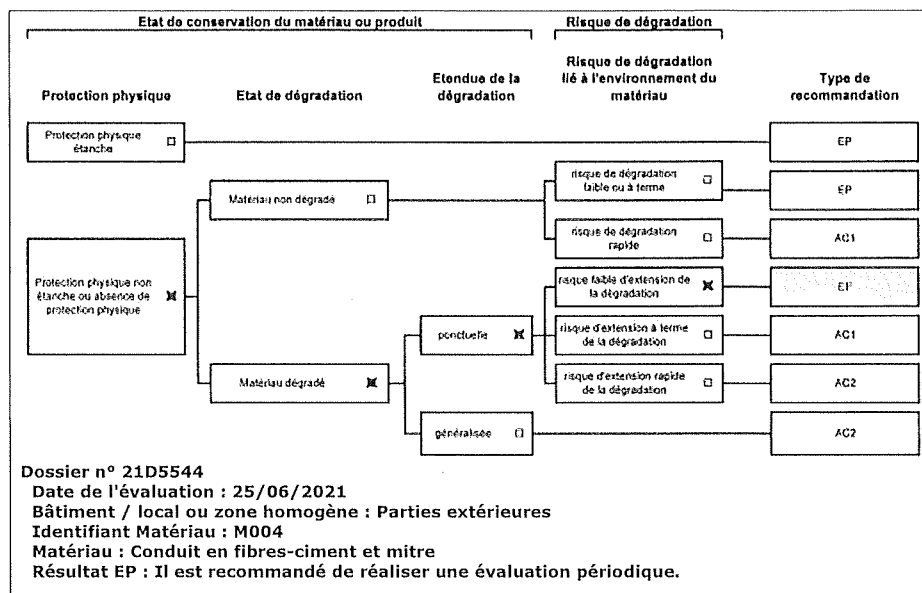 Etat de conservation du matériau ou produit
Risque de dégradation
Protection physique
Etat de dégradation
Etendue de la
dégradation
Risque de dégradation
lié à l'environnement du
matériau
Type de
recommandation
Protection physique
étanche
EP
Matériau non dégradé
risque de dégradation
faible ou à terme
EP
risque de dégradation
rapide
AC1
Protection physique non
étanche ou absence de
protection physique
risque faible d'extension de
la dégradation
EP
ponctuelle
risque d'extension à terme
de la dégradation
AC1
Matériau dégradé
risque d'extension rapide
de la dégradation
AC2
généralisée
AC2
Dossier n° 21D5544
Date de l'évaluation : 25/06/2021
Bâtiment / local ou zone homogène : Parties extérieures
Identifiant Matériau : M004
Matériau : Conduit en fibres-ciment et mitre
Résultat EP : Il est recommandé de réaliser une évaluation périodique.